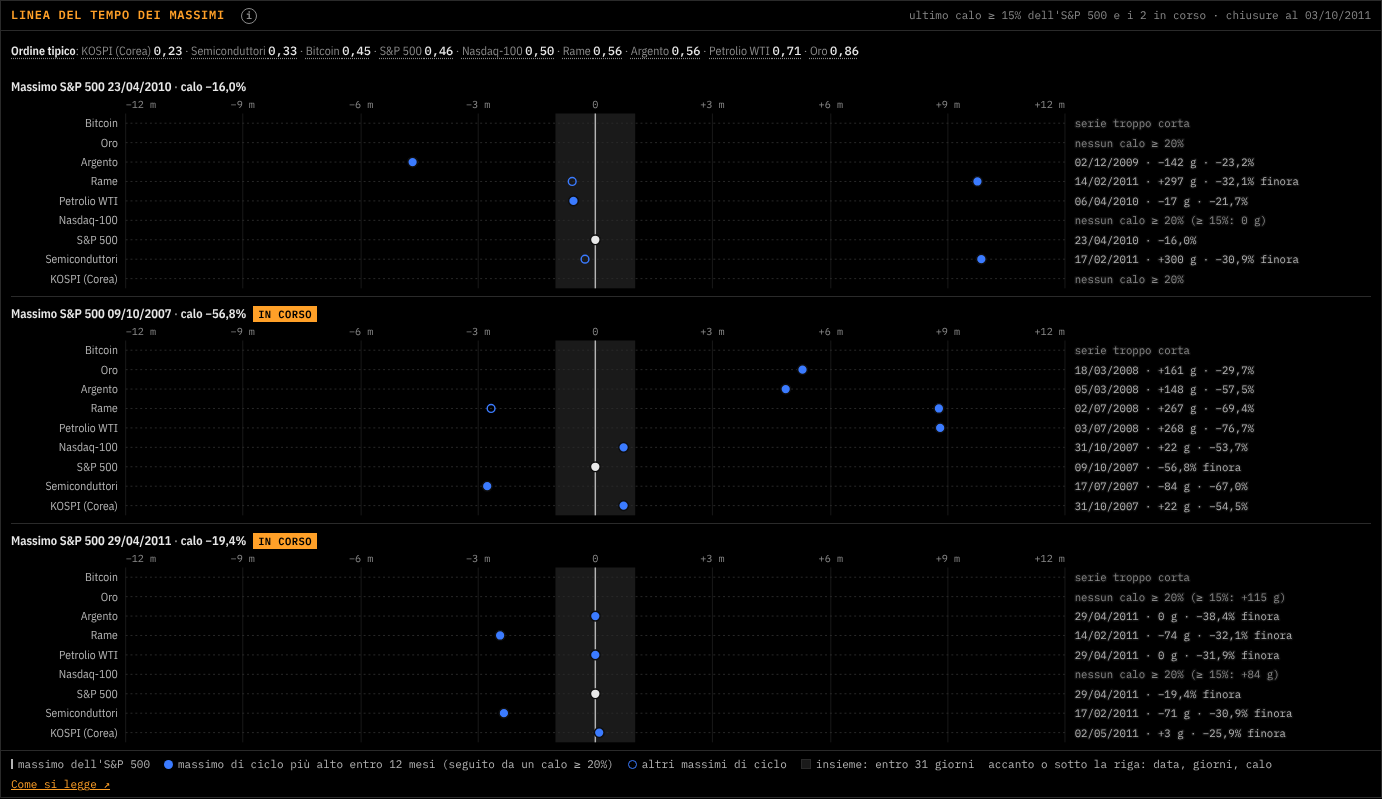 LINEA DEL TEMPO DEI MASSIMI i ultimo calo ≥ 15% dell'S&P 500 e i 2 in corso · chiusure al 03/10/2011
Ordine tipico: KOSPI (Corea) 0,23 · Semiconduttori 0,33 · Bitcoin 0,45 · S&P 500 0,46 · Nasdaq-100 0,50 · Rame 0,56 · Argento 0,56 · Petrolio WTI 0,71 · Oro 0,86
Massimo S&P 500 23/04/2010 · calo −16,0%
−12 m −9 m −6 m −3 m 0 +3 m +6 m +9 m +12 m
Bitcoin serie troppo corta
Oro nessun calo ≥ 20%
Argento 02/12/2009 · −142 g · −23,2%
Rame 14/02/2011 · +297 g · −32,1% finora
Petrolio WTI 06/04/2010 · −17 g · −21,7%
Nasdaq-100 nessun calo ≥ 20% (≥ 15%: 0 g)
S&P 500 23/04/2010 · −16,0%
Semiconduttori 17/02/2011 · +300 g · −30,9% finora
KOSPI (Corea) nessun calo ≥ 20%
Massimo S&P 500 09/10/2007 · calo −56,8% IN CORSO
−12 m −9 m −6 m −3 m 0 +3 m +6 m +9 m +12 m
Bitcoin serie troppo corta
Oro 18/03/2008 · +161 g · −29,7%
Argento 05/03/2008 · +148 g · −57,5%
Rame 02/07/2008 · +267 g · −69,4%
Petrolio WTI 03/07/2008 · +268 g · −76,7%
Nasdaq-100 31/10/2007 · +22 g · −53,7%
S&P 500 09/10/2007 · −56,8% finora
Semiconduttori 17/07/2007 · −84 g · −67,0%
KOSPI (Corea) 31/10/2007 · +22 g · −54,5%
Massimo S&P 500 29/04/2011 · calo −19,4% IN CORSO
−12 m −9 m −6 m −3 m 0 +3 m +6 m +9 m +12 m
Bitcoin serie troppo corta
Oro nessun calo ≥ 20% (≥ 15%: +115 g)
Argento 29/04/2011 · 0 g · −38,4% finora
Rame 14/02/2011 · −74 g · −32,1% finora
Petrolio WTI 29/04/2011 · 0 g · −31,9% finora
Nasdaq-100 nessun calo ≥ 20% (≥ 15%: +84 g)
S&P 500 29/04/2011 · −19,4% finora
Semiconduttori 17/02/2011 · −71 g · −30,9% finora
KOSPI (Corea) 02/05/2011 · +3 g · −25,9% finora
massimo dell'S&P 500 massimo di ciclo più alto entro 12 mesi (seguito da un calo ≥ 20%) altri massimi di ciclo insieme: entro 31 giorni accanto o sotto la riga: data, giorni, calo
Come si legge ↗